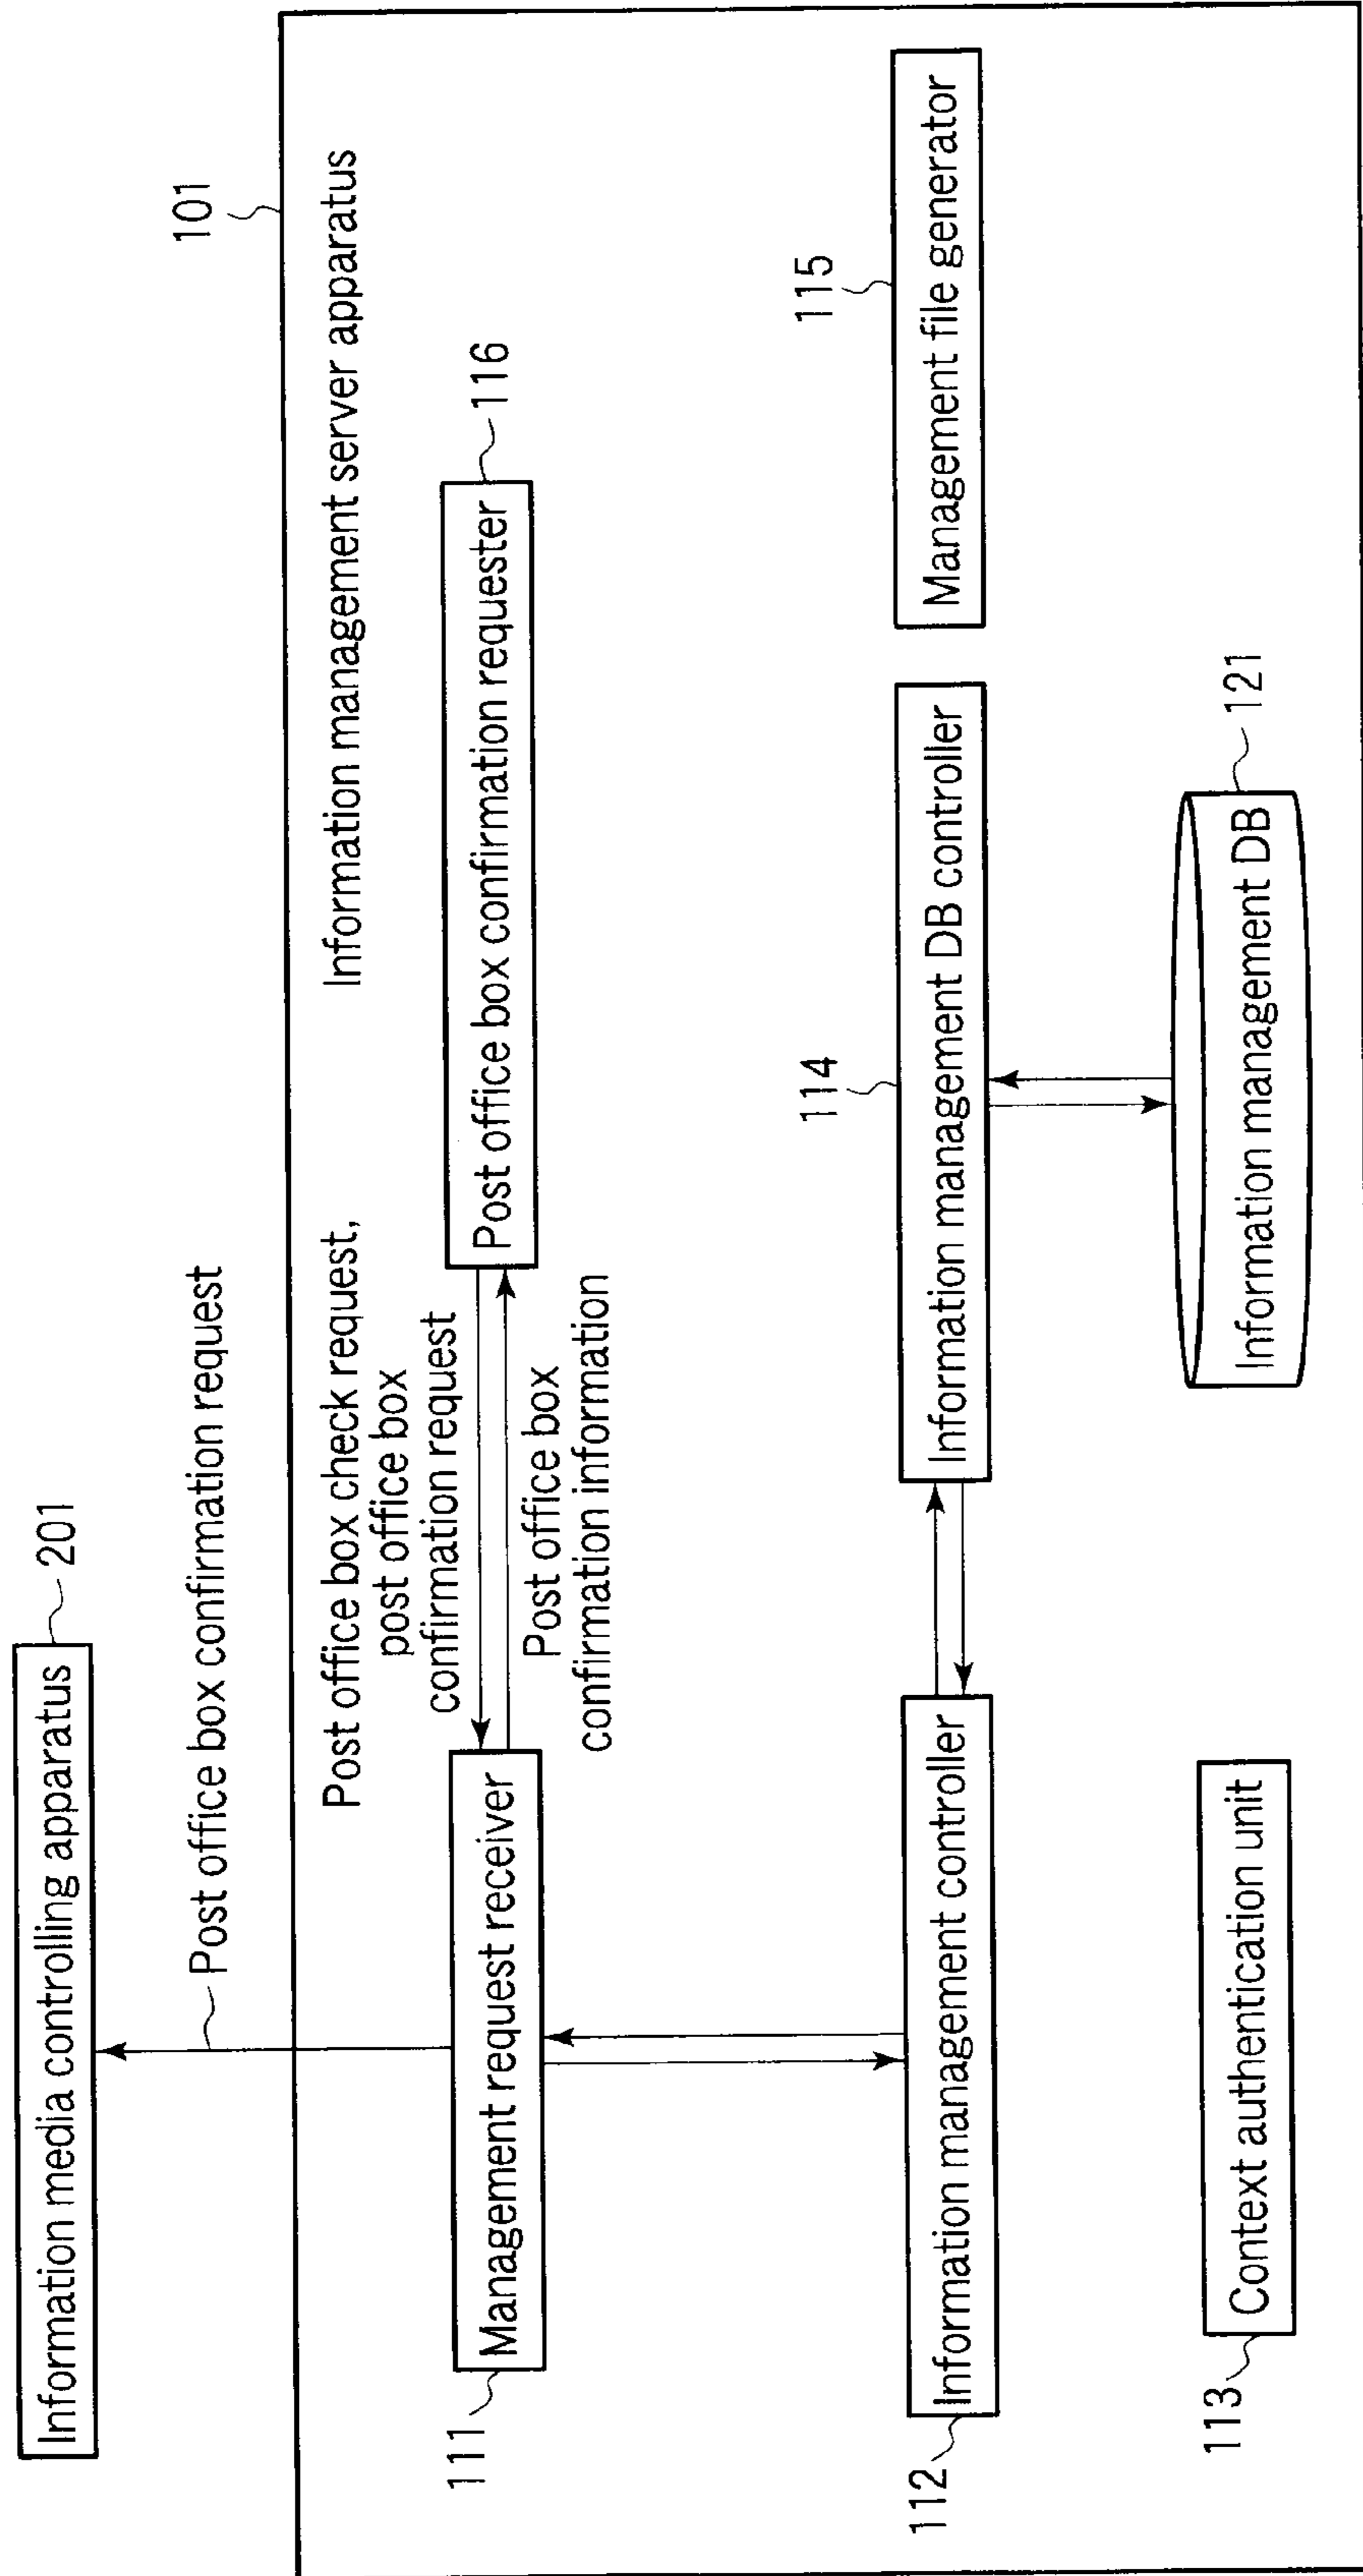 Information media controlling apparatus
201
Post office box confirmation request
101
Information management server apparatus
Post office box check request,
post office box
confirmation request
Post office box
confirmation information
111
Management request receiver
Post office box confirmation requester
116
112
Information management controller
114
Information management DB controller
115
Management file generator
113
Context authentication unit
Information management DB
121